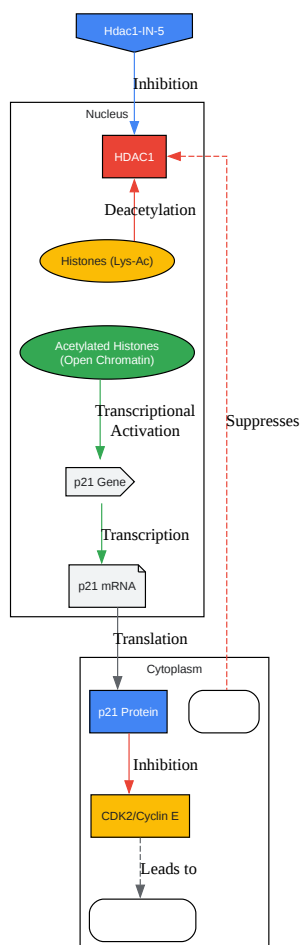 Hdac1-IN-5
Inhibition
Nucleus
HDAC1
Deacetylation
Histones (Lys-Ac)
Acetylated Histones
(Open Chromatin)
Transcriptional
Activation
Suppresses
p21 Gene
Transcription
p21 mRNA
Translation
Cytoplasm
p21 Protein
Inhibition
CDK2/Cyclin E
Leads to